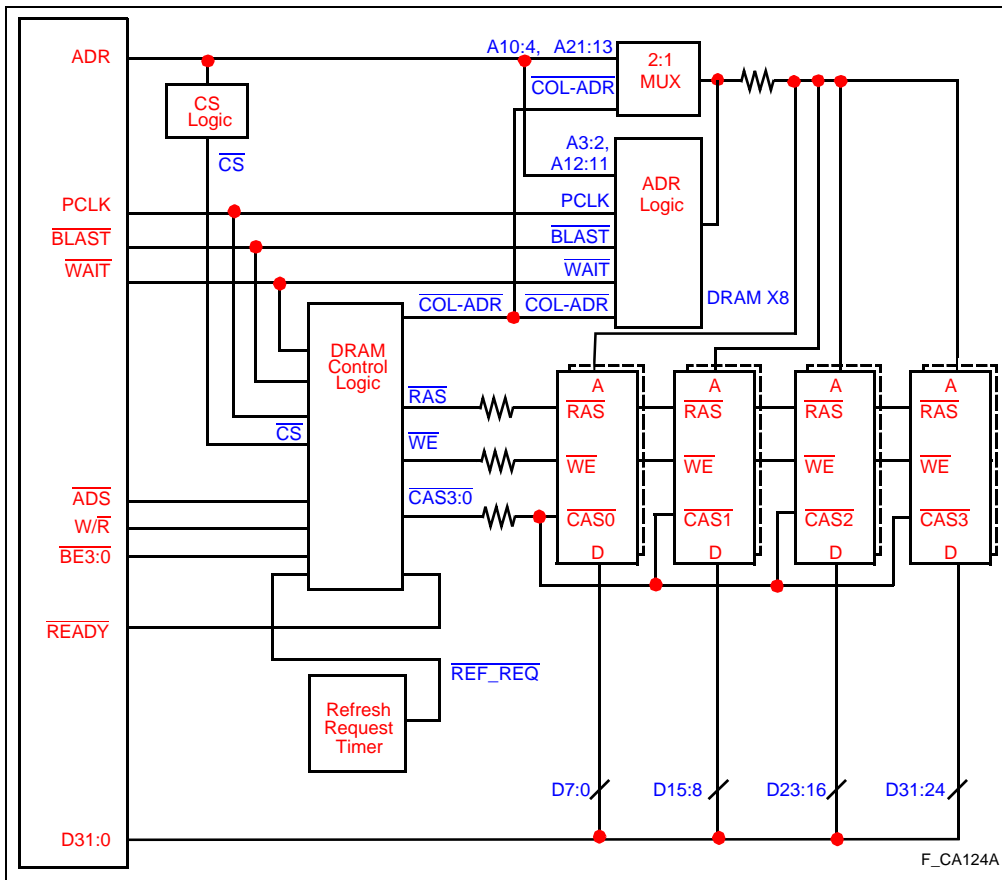 ADR
A10:4, A21:13
2:1
MUX
COL-ADR
CS
Logic
CS
A3:2,
A12:11
ADR
Logic
PCLK
PCLK
BLAST
BLAST
WAIT
WAIT
COL-ADR
COL-ADR
DRAM X8
DRAM
Control
Logic
A
A
A
A
RAS
RAS
RAS
RAS
RAS
CS
WE
WE
WE
WE
WE
CAS3:0
CAS0
CAS1
CAS2
CAS3
ADS
W/R
BE3:0
D
D
D
D
READY
REF_REQ
Refresh
Request
Timer
D7:0
D15:8
D23:16
D31:24
D31:0
F_CA124A